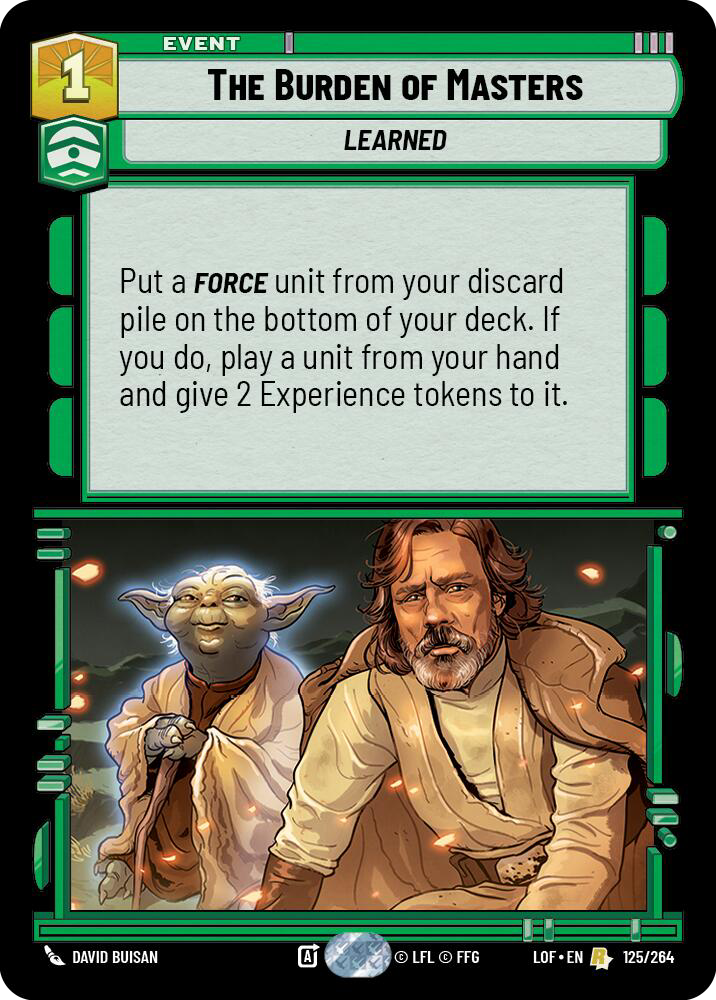 EVENT
1
THE BURDEN OF MASTERS
LEARNED
Put a FORCE unit from your discard
pile on the bottom of your deck. If
you do, play a unit from your hand
and give 2 Experience tokens to it.
DAVID BUISAN A © LFL © FFG LOF • EN R 125/264